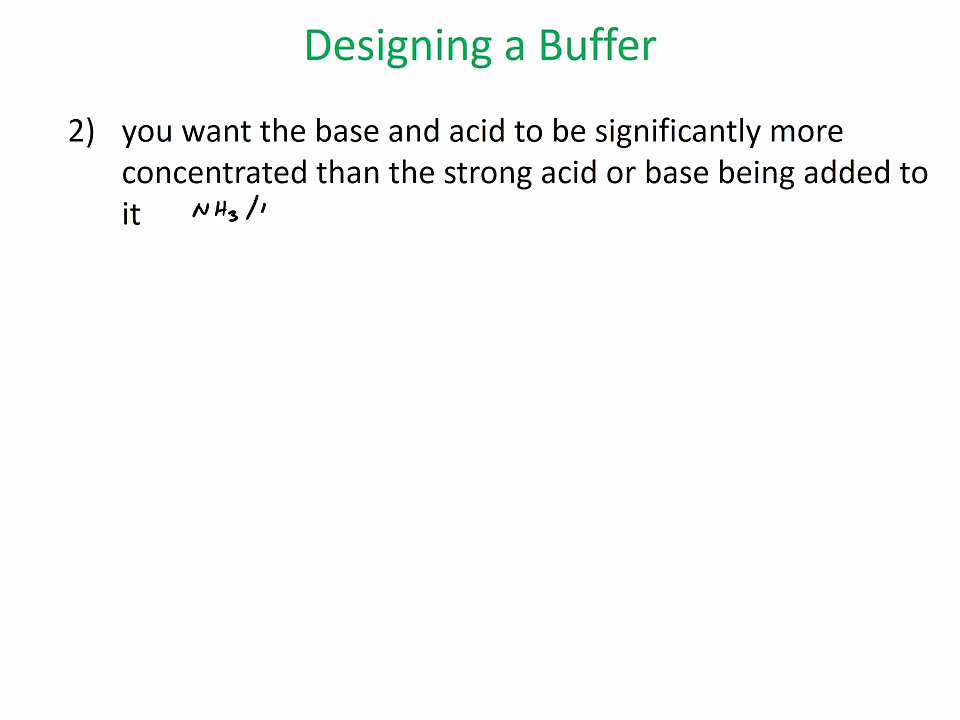 Designing a Buffer
2) you want the base and acid to be significantly more
concentrated than the strong acid or base being added to
it NH₃ /